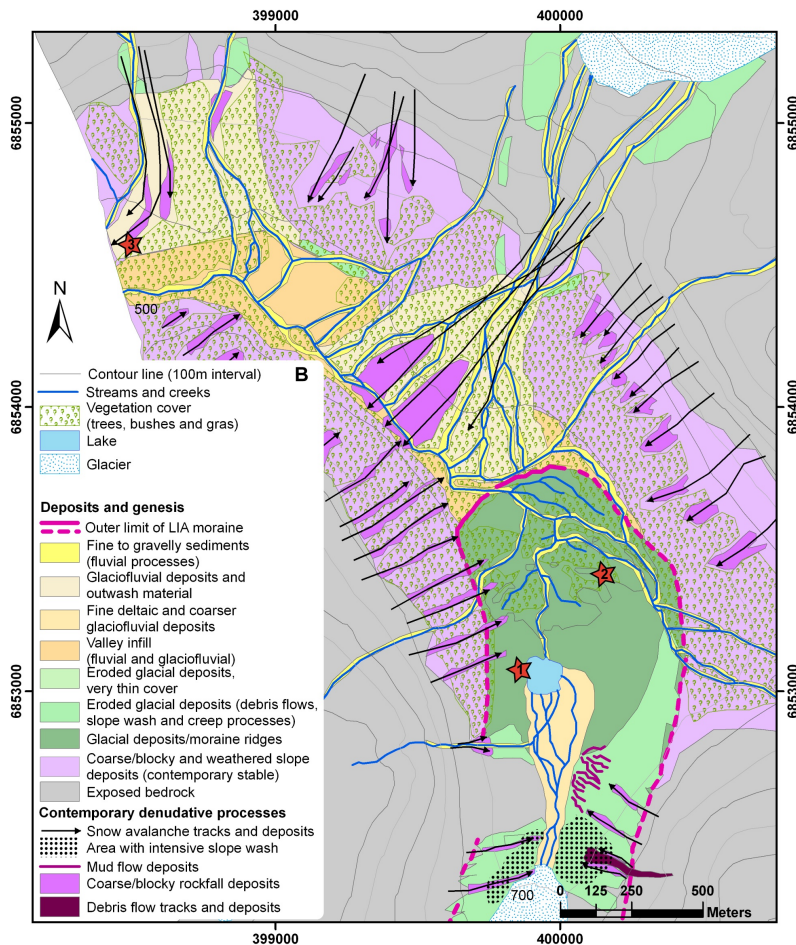 399000 400000
6855000 6855000
3
N
500
B
Contour line (100m interval)
Streams and creeks
Vegetation cover
(trees, bushes and gras)
Lake
Glacier
6854000 6854000
Deposits and genesis
Outer limit of LIA moraine
Fine to gravelly sediments
(fluvial processes)
Glaciofluvial deposits and
outwash material
Fine deltaic and coarser
glaciofluvial deposits
Valley infill
(fluvial and glaciofluvial)
Eroded glacial deposits,
very thin cover
Eroded glacial deposits (debris flows,
slope wash and creep processes)
Glacial deposits/moraine ridges
Coarse/blocky and weathered slope
deposits (contemporary stable)
Exposed bedrock
Contemporary denudative processes
Snow avalanche tracks and deposits
Area with intensive slope wash
Mud flow deposits
Coarse/blocky rockfall deposits
Debris flow tracks and deposits
2
1
6853000 6853000
700
0 125 250 500
Meters
399000 400000